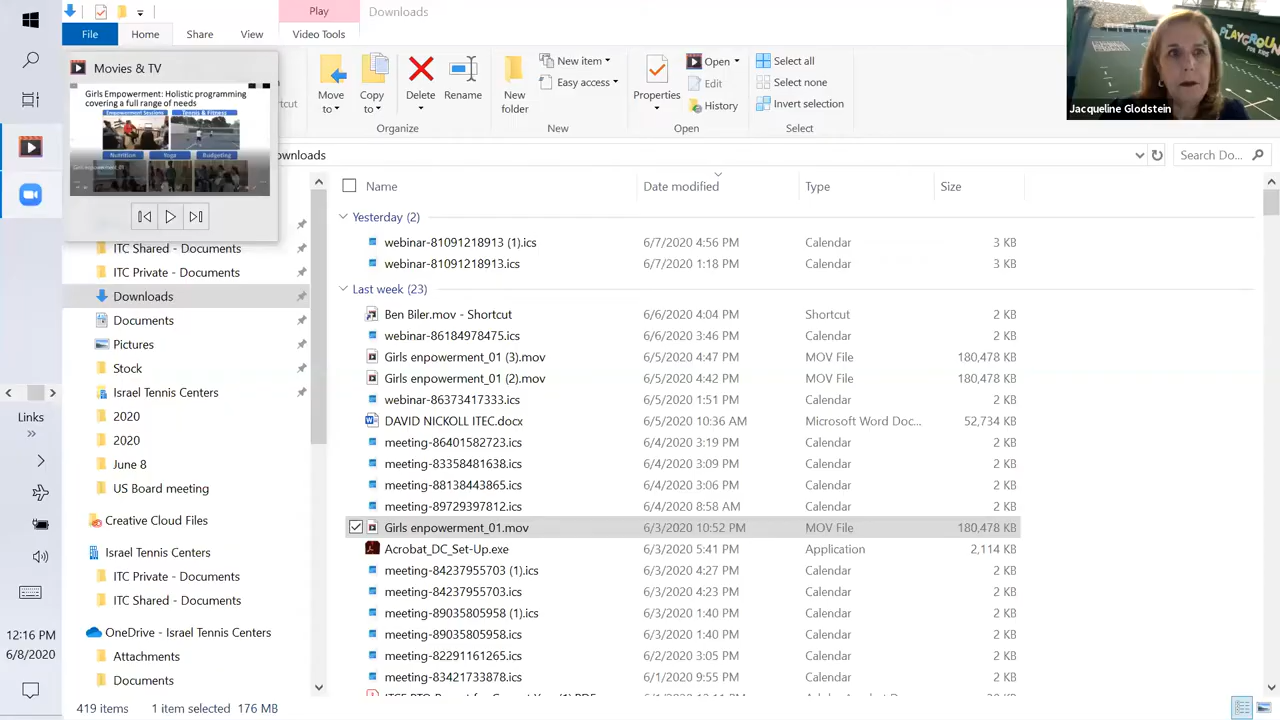 Play
Downloads
File
Home
Share
View
Video Tools
Movies & TV
Girls Empowerment: Holistic programming
covering a full range of needs
Empowerment Sessions
Tennis & Fitness
Nutrition
Yoga
Budgeting
Move
to
Copy
to
Delete
Rename
Organize
New item
Easy access
New
folder
New
Properties
Open
Edit
History
Open
Select all
Select none
Invert selection
Select
THE
PLAYGROUND
FOR KIDS
Jacqueline Glodstein
ownloads
Search Do...
Name
Date modified
Type
Size
Yesterday (2)
webinar-81091218913 (1).ics 6/7/2020 4:56 PM Calendar 3 KB
webinar-81091218913.ics 6/7/2020 1:18 PM Calendar 3 KB
Last week (23)
Ben Biler.mov - Shortcut 6/6/2020 4:04 PM Shortcut 2 KB
webinar-86184978475.ics 6/6/2020 3:46 PM Calendar 2 KB
Girls enpowerment_01 (3).mov 6/5/2020 4:47 PM MOV File 180,478 KB
Girls enpowerment_01 (2).mov 6/5/2020 4:42 PM MOV File 180,478 KB
webinar-86373417333.ics 6/5/2020 1:51 PM Calendar 2 KB
DAVID NICKOLL ITEC.docx 6/5/2020 10:36 AM Microsoft Word Doc... 52,734 KB
meeting-86401582723.ics 6/4/2020 3:19 PM Calendar 2 KB
meeting-83358481638.ics 6/4/2020 3:09 PM Calendar 2 KB
meeting-88138443865.ics 6/4/2020 3:06 PM Calendar 2 KB
meeting-89729397812.ics 6/4/2020 8:58 AM Calendar 2 KB
Girls enpowerment_01.mov 6/3/2020 10:52 PM MOV File 180,478 KB
Acrobat_DC_Set-Up.exe 6/3/2020 5:41 PM Application 2,114 KB
meeting-84237955703 (1).ics 6/3/2020 4:27 PM Calendar 2 KB
meeting-84237955703.ics 6/3/2020 4:23 PM Calendar 2 KB
meeting-89035805958 (1).ics 6/3/2020 1:40 PM Calendar 2 KB
meeting-89035805958.ics 6/3/2020 1:40 PM Calendar 2 KB
meeting-82291161265.ics 6/2/2020 3:05 PM Calendar 2 KB
meeting-83421733878.ics 6/1/2020 9:55 PM Calendar 2 KB
ITC Shared - Documents
ITC Private - Documents
Downloads
Documents
Pictures
Stock
Israel Tennis Centers
2020
2020
June 8
US Board meeting
Creative Cloud Files
Israel Tennis Centers
ITC Private - Documents
ITC Shared - Documents
OneDrive - Israel Tennis Centers
Attachments
Documents
Links
12:16 PM
6/8/2020
419 items
1 item selected 176 MB